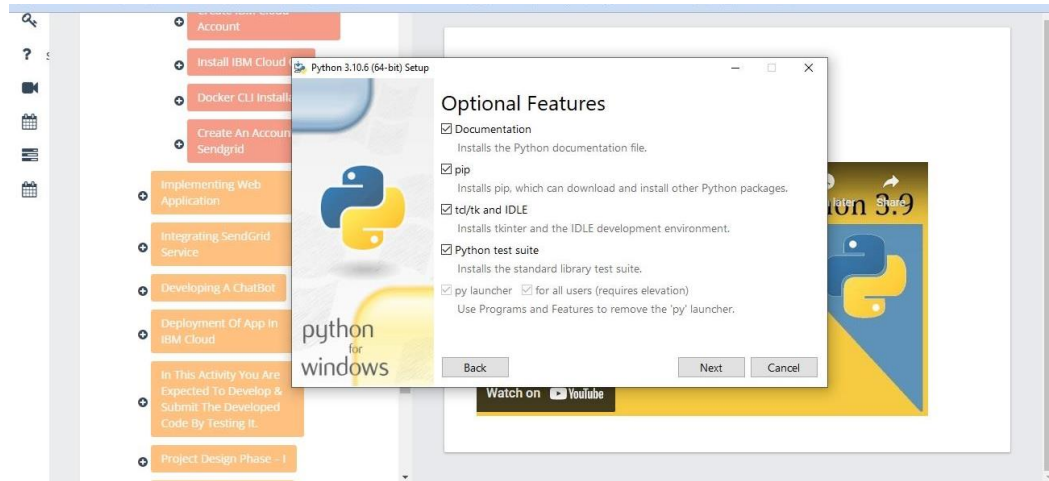 Account
Install IBM Cloud
Docker CLI Installa
Create An Accoun
Sendgrid
Implementing Web
Application
Integrating SendGrid
Service
Developing A ChatBot
Deployment Of App in
IBM Cloud
In This Activity You Are
Expected To Develop &
Submit The Developed
Code By Testing It.
Project Design Phase - I
Python 3.10.6 (64-bit) Setup
Optional Features
Documentation
Installs the Python documentation file.
pip
Installs pip, which can download and install other Python packages.
tcl/tk and IDLE
Installs tkinter and the IDLE development environment.
Python test suite
Installs the standard library test suite.
py launcher for all users (requires elevation)
Use Programs and Features to remove the 'py' launcher.
python
for
windows
Back Next Cancel
later Share
on 3.9
Watch on YouTube